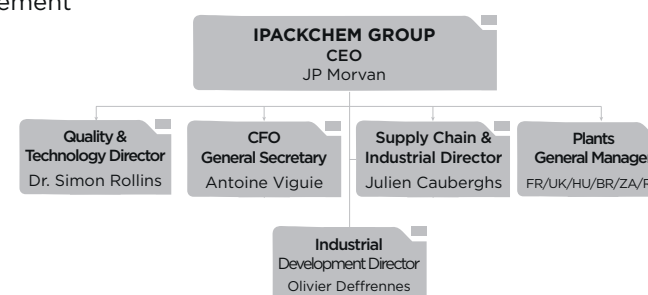 ement
IPACKCHEM GROUP
CEO
JP Morvan
Quality &
Technology Director
Dr. Simon Rollins
CFO
General Secretary
Antoine Viguie
Supply Chain &
Industrial Director
Julien Cauberghs
Plants
General Manage
FR/UK/HU/BR/ZA/R
Industrial
Development Director
Olivier Deffrennes